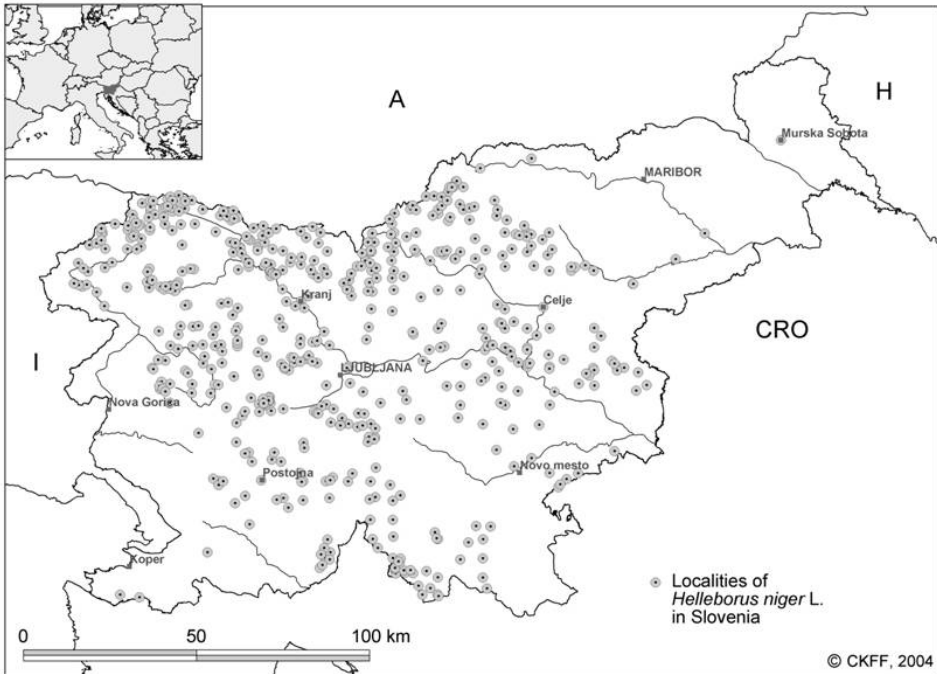 A
H
Murska Sobota
MARIBOR
Kranj
Celje
CRO
I
LJUBLJANA
Nova Gorica
Postojna
Novo mesto
Koper
Localities of
Helleborus niger L.
in Slovenia
0 50 100 km
© CKFF, 2004